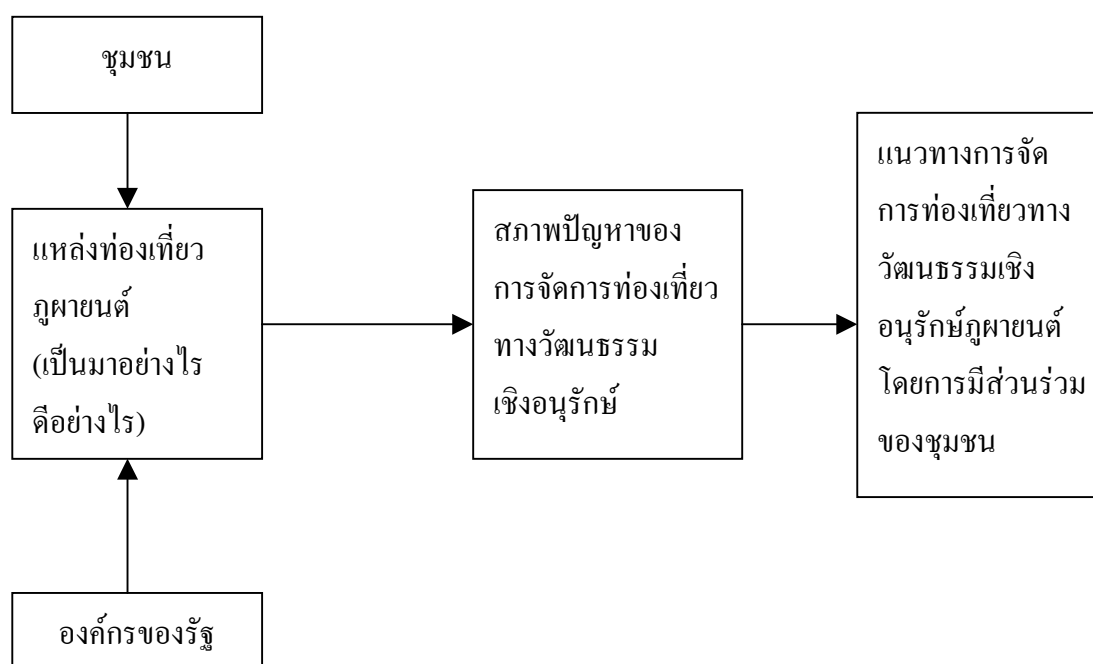 ชุมชน
แหล่งท่องเที่ยว
ภูผายนต์
(เป็นมาอย่างไร
ดีอย่างไร)
องค์กรของรัฐ
สภาพปัญหาของ
การจัดการท่องเที่ยว
ทางวัฒนธรรม
เชิงอนุรักษ์
แนวทางการจัด
การท่องเที่ยวทาง
วัฒนธรรมเชิง
อนุรักษ์ภูผายนต์
โดยการมีส่วนร่วม
ของชุมชน